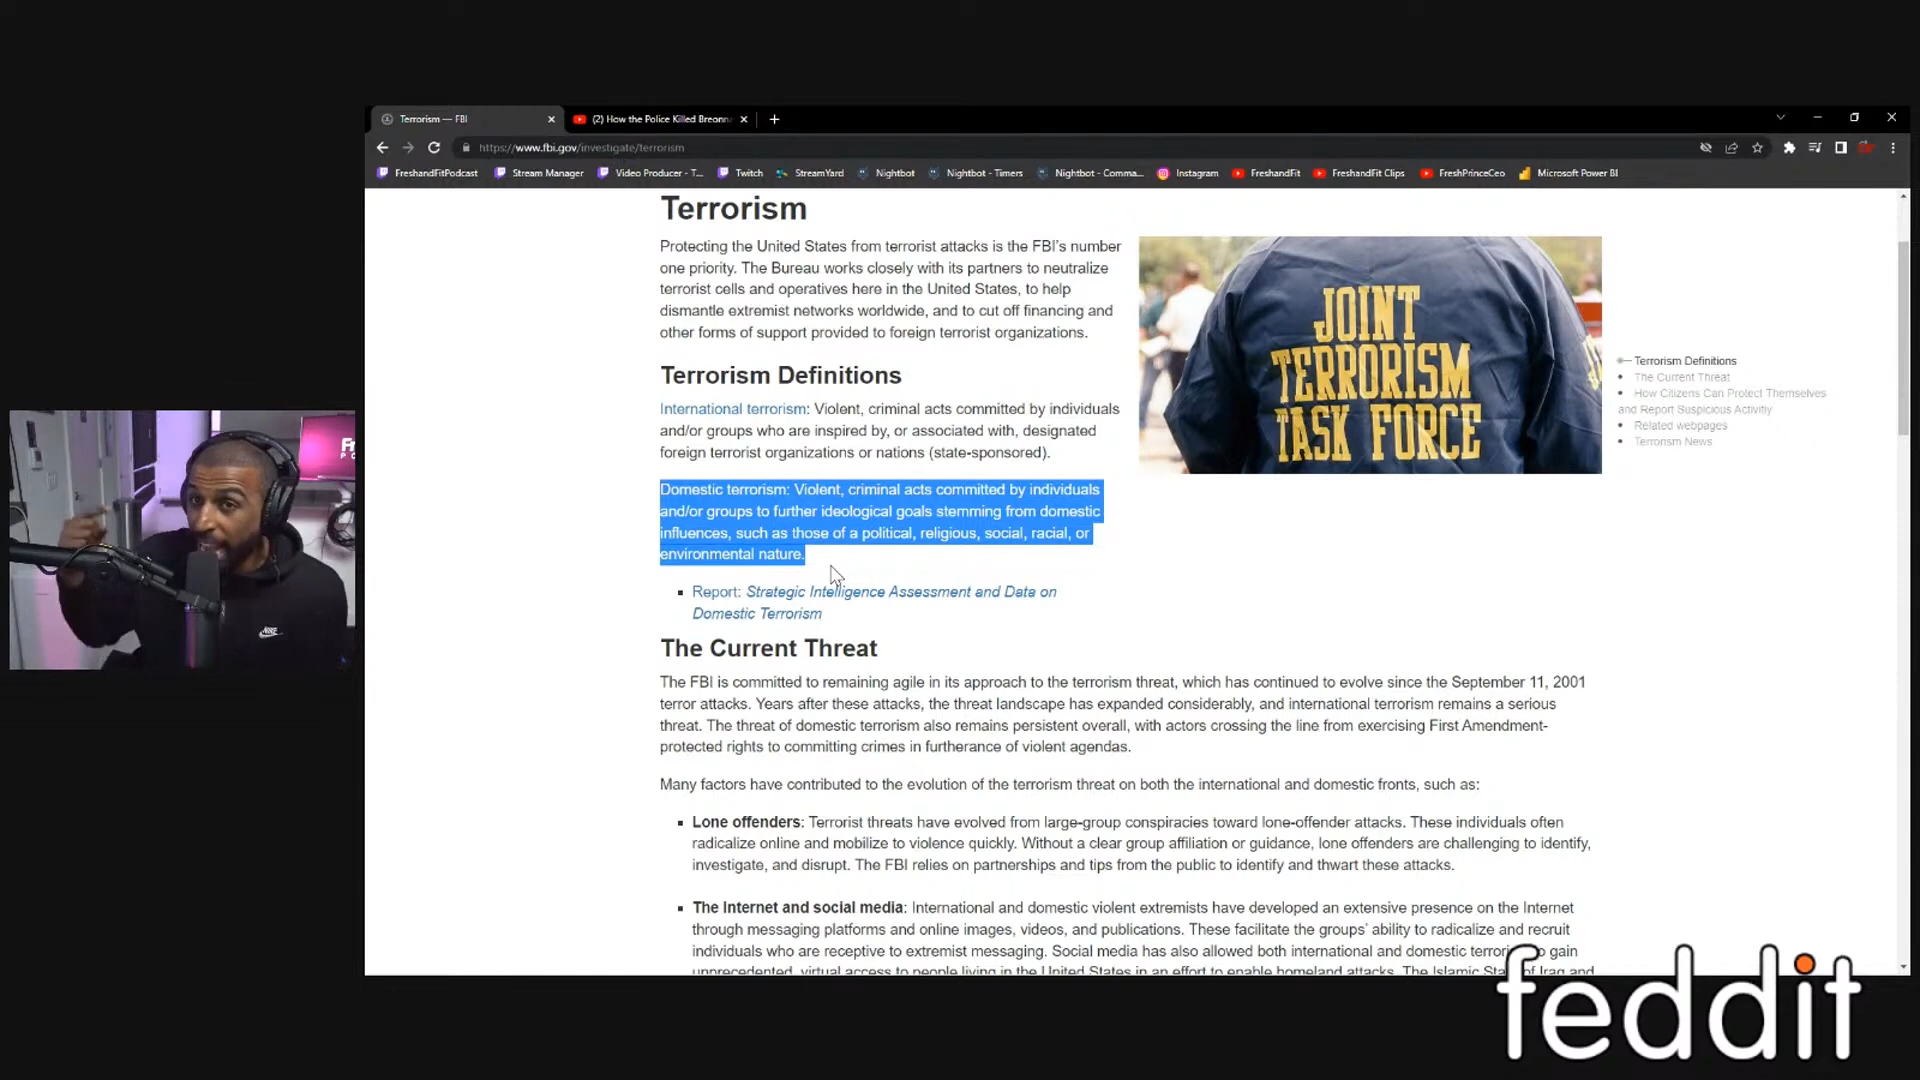 Terrorism — FBI
(2) How the Police Killed Breonna
https://www.fbi.gov/investigate/terrorism
FreshandFitPodcast
Stream Manager
Video Producer - T...
Twitch
StreamYard
Nightbot
Nightbot - Timers
Nightbot - Comma...
Instagram
FreshandFit
FreshandFit Clips
FreshPrinceCeo
Microsoft Power BI
Terrorism
Protecting the United States from terrorist attacks is the FBI's number
one priority. The Bureau works closely with its partners to neutralize
terrorist cells and operatives here in the United States, to help
dismantle extremist networks worldwide, and to cut off financing and
other forms of support provided to foreign terrorist organizations.
JOINT
TERRORISM
TASK FORCE
Terrorism Definitions
The Current Threat
How Citizens Can Protect Themselves
and Report Suspicious Activitiy
Related webpages
Terrorism News
Terrorism Definitions
International terrorism: Violent, criminal acts committed by individuals
and/or groups who are inspired by, or associated with, designated
foreign terrorist organizations or nations (state-sponsored).
Domestic terrorism: Violent, criminal acts committed by individuals
and/or groups to further ideological goals stemming from domestic
influences, such as those of a political, religious, social, racial, or
environmental nature.
Report: Strategic Intelligence Assessment and Data on
Domestic Terrorism
The Current Threat
The FBI is committed to remaining agile in its approach to the terrorism threat, which has continued to evolve since the September 11, 2001
terror attacks. Years after these attacks, the threat landscape has expanded considerably, and international terrorism remains a serious
threat. The threat of domestic terrorism also remains persistent overall, with actors crossing the line from exercising First Amendment-
protected rights to committing crimes in furtherance of violent agendas.
Many factors have contributed to the evolution of the terrorism threat on both the international and domestic fronts, such as:
Lone offenders: Terrorist threats have evolved from large-group conspiracies toward lone-offender attacks. These individuals often
radicalize online and mobilize to violence quickly. Without a clear group affiliation or guidance, lone offenders are challenging to identify,
investigate, and disrupt. The FBI relies on partnerships and tips from the public to identify and thwart these attacks.
The Internet and social media: International and domestic violent extremists have developed an extensive presence on the Internet
through messaging platforms and online images, videos, and publications. These facilitate the groups' ability to radicalize and recruit
individuals who are receptive to extremist messaging. Social media has also allowed both international and domestic terrori o gain
unprecedented, virtual access to people living in the United States in an effort to enable homeland attacks. The Islamic Sta of Iraq and
NIKE
feddit